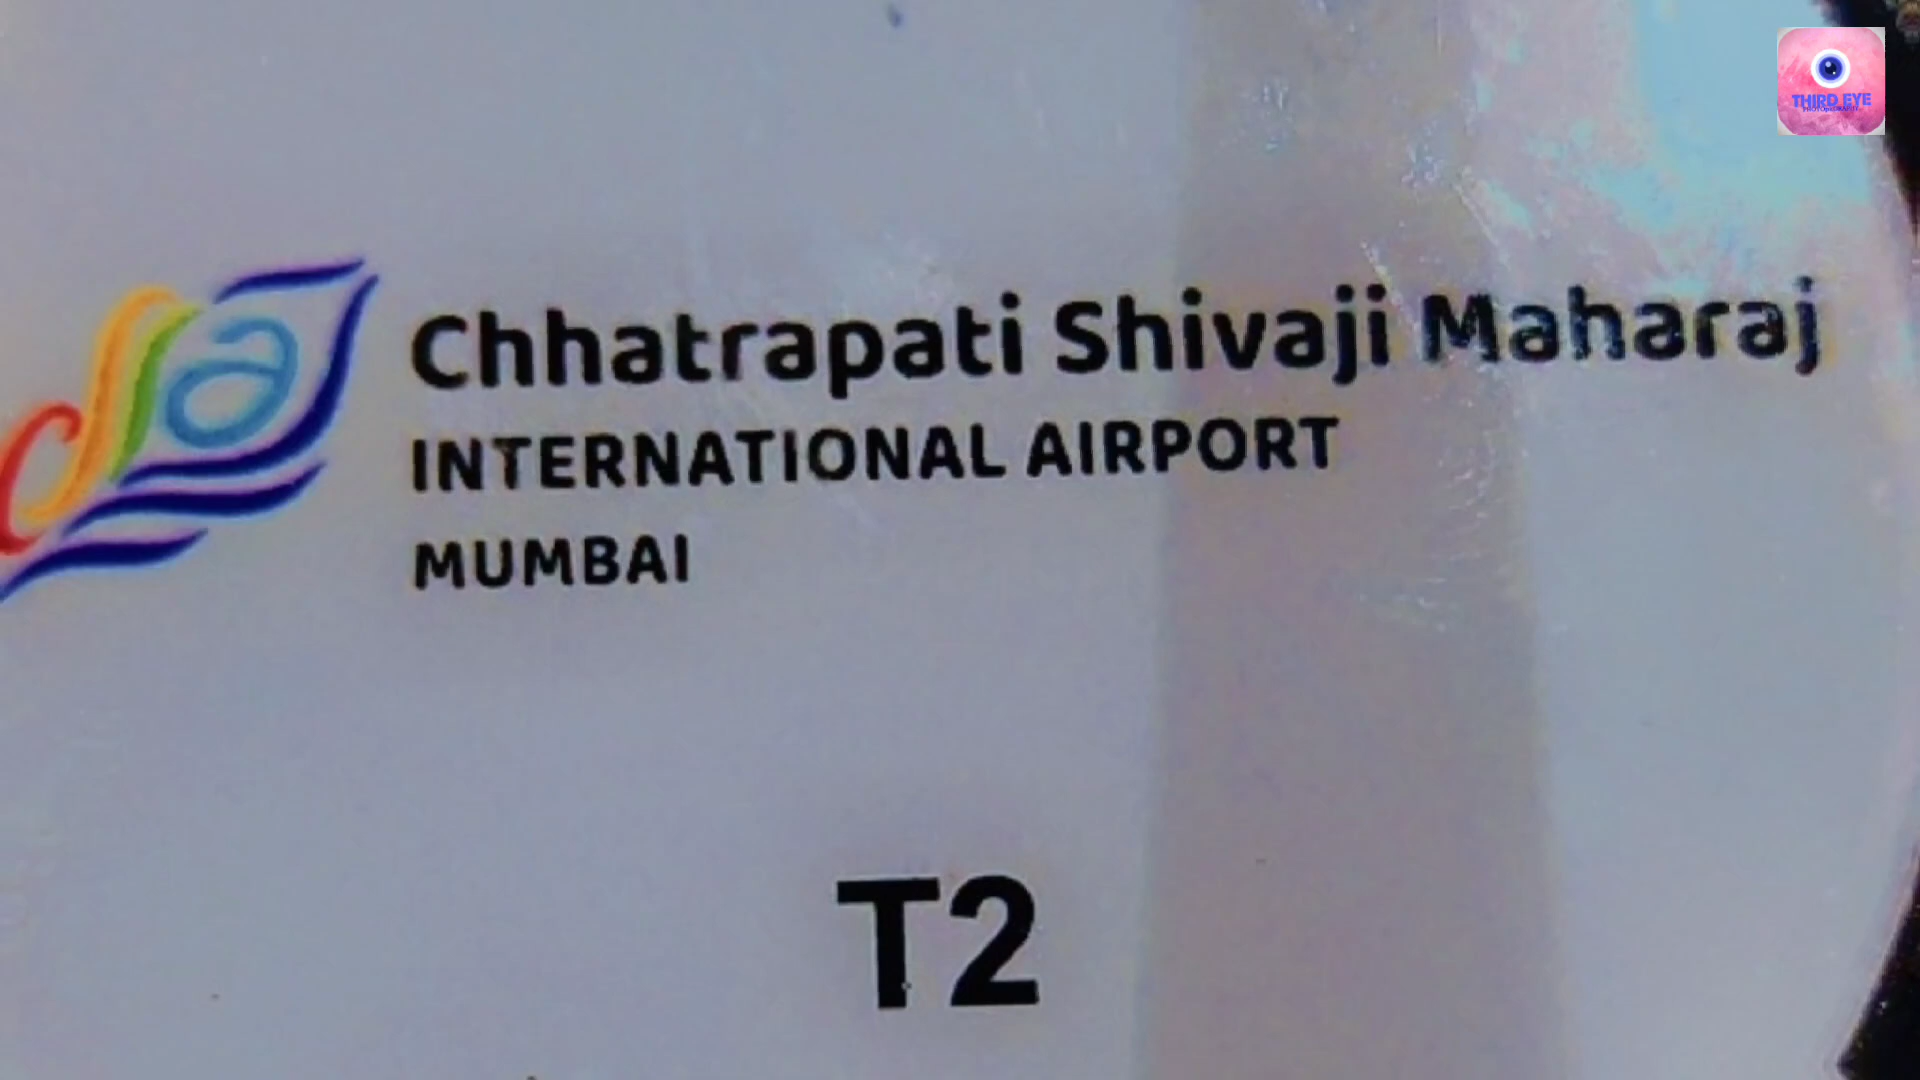 THIRD EYE
Chhatrapati Shivaji Maharaj
INTERNATIONAL AIRPORT
MUMBAI
T2